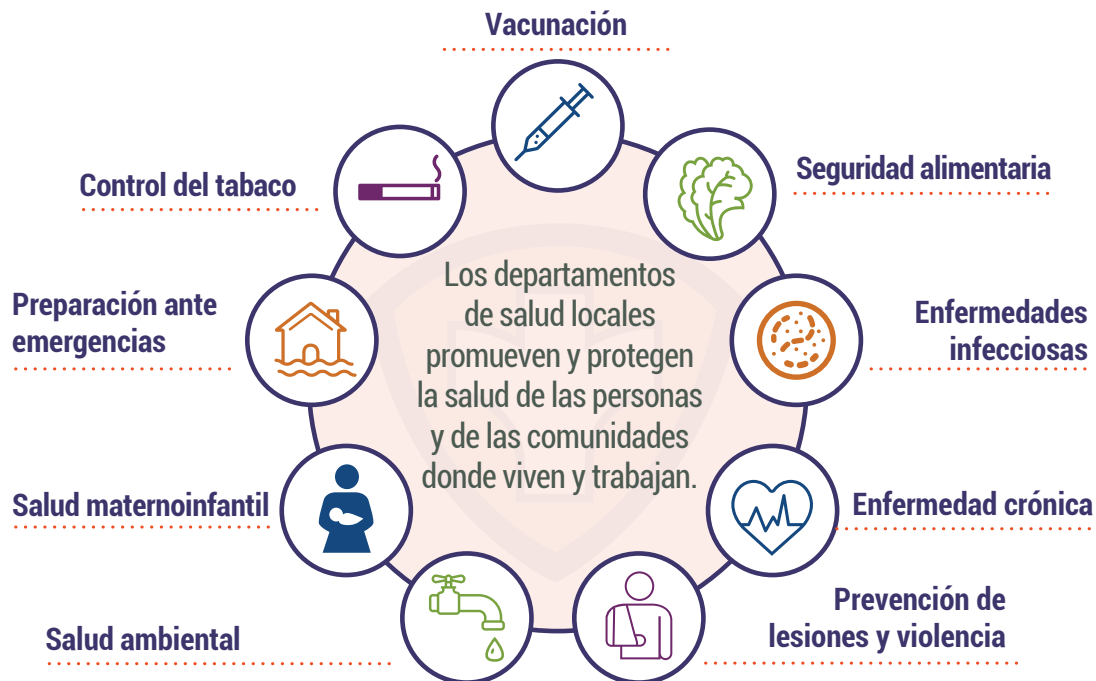 Vacunación
Seguridad alimentaria
Enfermedades
infecciosas
Enfermedad crónica
Prevención de
lesiones y violencia
Salud ambiental
Salud maternoinfantil
Preparación ante
emergencias
Control del tabaco
Los departamentos
de salud locales
promueven y protegen
la salud de las personas
y de las comunidades
donde viven y trabajan.